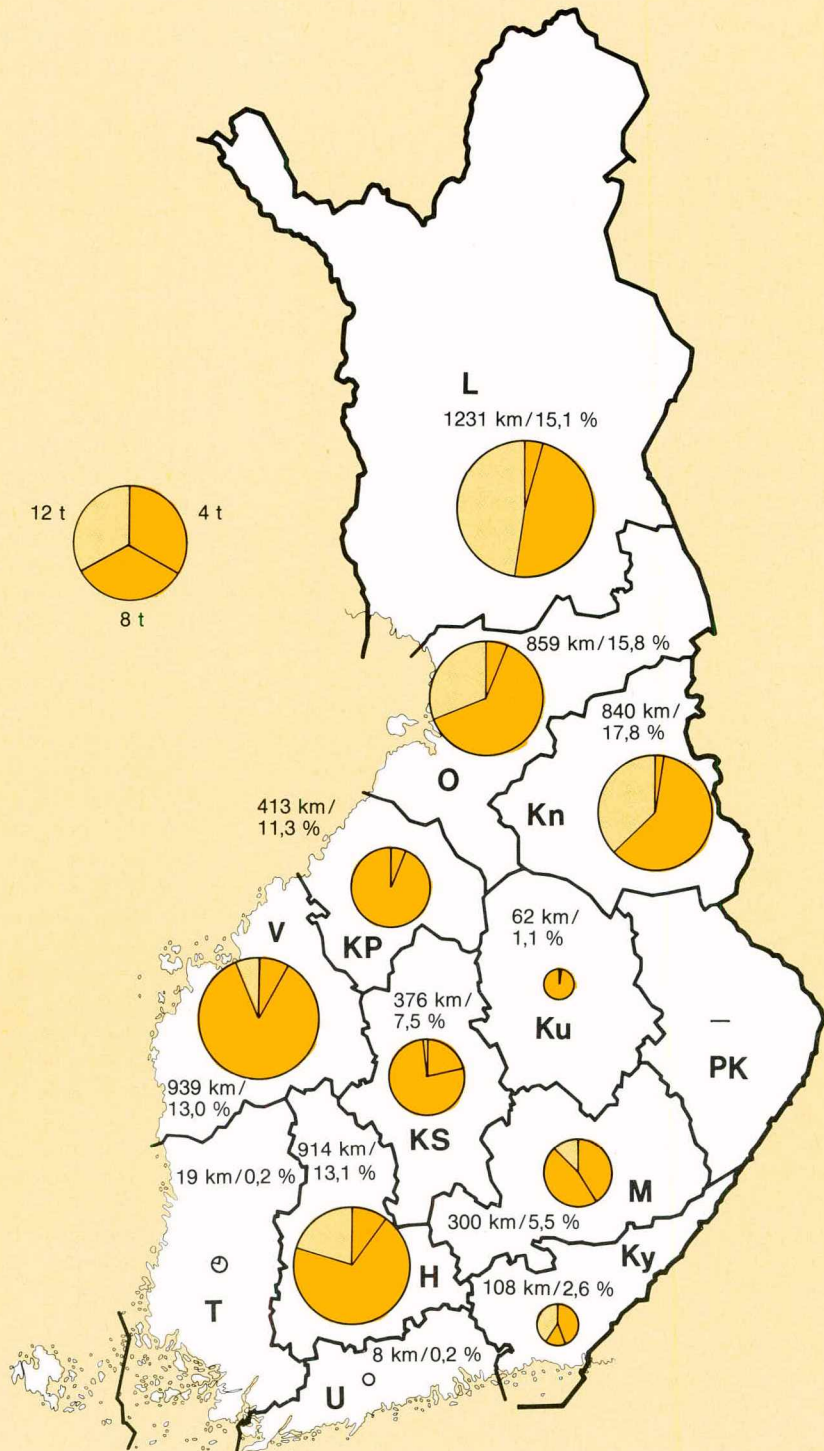 L
1231 km/15,1 %
12 t
4 t
8 t
859 km/15,8 %
840 km/
17,8 %
O
Kn
413 km/
11,3 %
KP
V
62 km/
1,1 %
376 km/
7,5 %
Ku
—
PK
939 km/
13,0 %
KS
914 km/
13,1 %
19 km/0,2 %
M
300 km/5,5 %
Ky
H
108 km/2,6 %
T
8 km/0,2 %
U